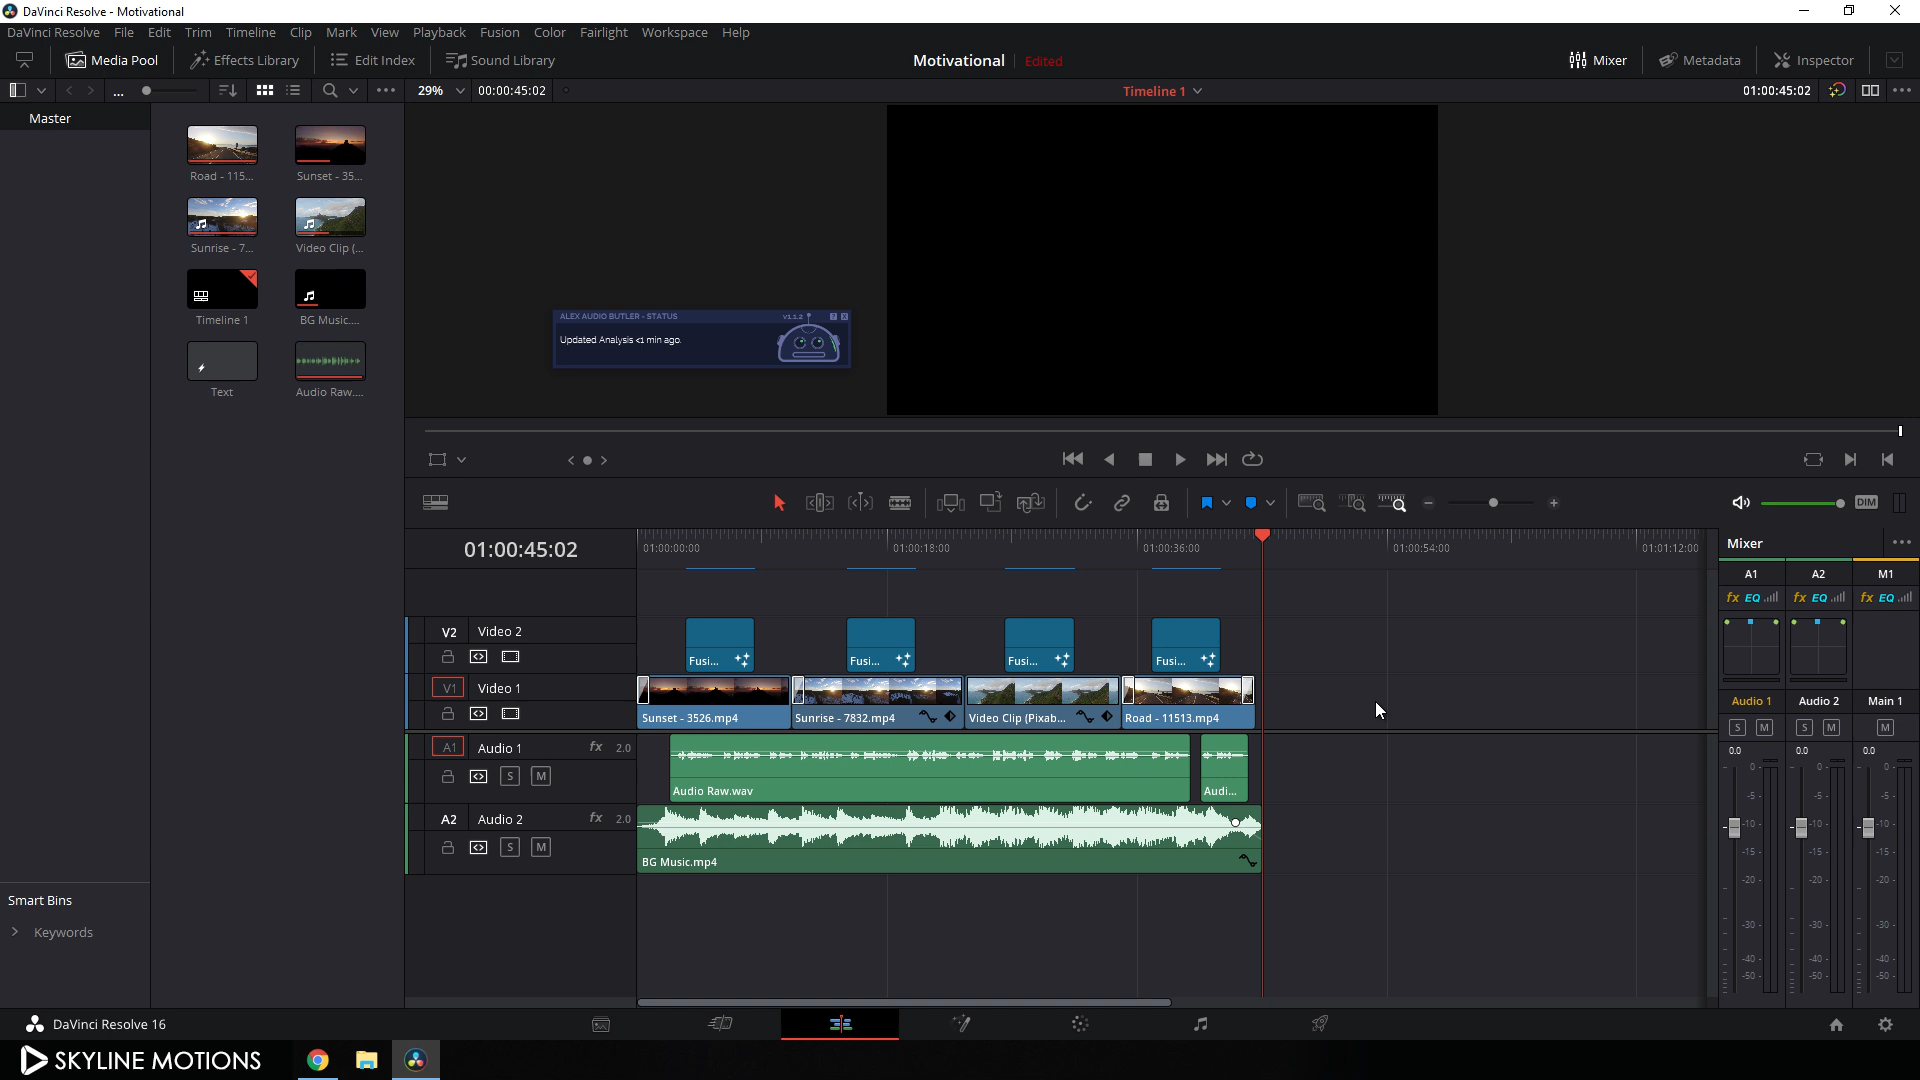 DaVinci Resolve - Motivational
DaVinci Resolve File Edit Trim Timeline Clip Mark View Playback Fusion Color Fairlight Workspace Help
Media Pool Effects Library Edit Index Sound Library Motivational Edited Mixer Metadata Inspector
... 29% 00:00:45:02 Timeline 1 01:00:45:02
Master
Road - 115... Sunset - 35...
Sunrise - 7... Video Clip (...
Timeline 1 BG Music....
Text Audio Raw....
ALEX AUDIO BUTLER - STATUS V1.1.2 ? X
Updated Analysis <1 min ago.
DIM
01:00:45:02
01:00:00:00 01:00:18:00 01:00:36:00 01:00:54:00 01:01:12:00
V2 Video 2
Fusi... Fusi... Fusi... Fusi...
V1 Video 1
Sunset - 3526.mp4 Sunrise - 7832.mp4 Video Clip (Pixab... Road - 11513.mp4
A1 Audio 1 fx 2.0
S M
Audio Raw.wav Audi...
A2 Audio 2 fx 2.0
S M
BG Music.mp4
Mixer
A1 A2 M1
fx EQ fx EQ fx EQ
Audio 1 Audio 2 Main 1
S M S M M
0.0 0.0 0.0
0 0 0
-5 -5 -5
-10 -10 -10
-15 -15 -15
-20 -20 -20
-30 -30 -30
-40 -40 -40
-50 -50 -50
Smart Bins
Keywords
DaVinci Resolve 16
SKYLINE MOTIONS